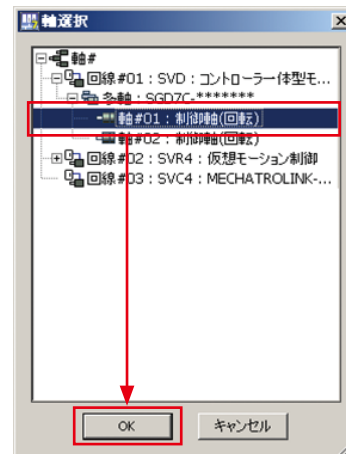 軸選択
軸#
回線#01：SVD：コントローラ一体型モ...
多軸：SGD7C-*******
軸#01：制御軸(回転)
軸#02：制御軸(回転)
回線#02：SVR4：仮想モーション制御
回線#03：SVC4：MECHATROLINK-...
OK
キャンセル